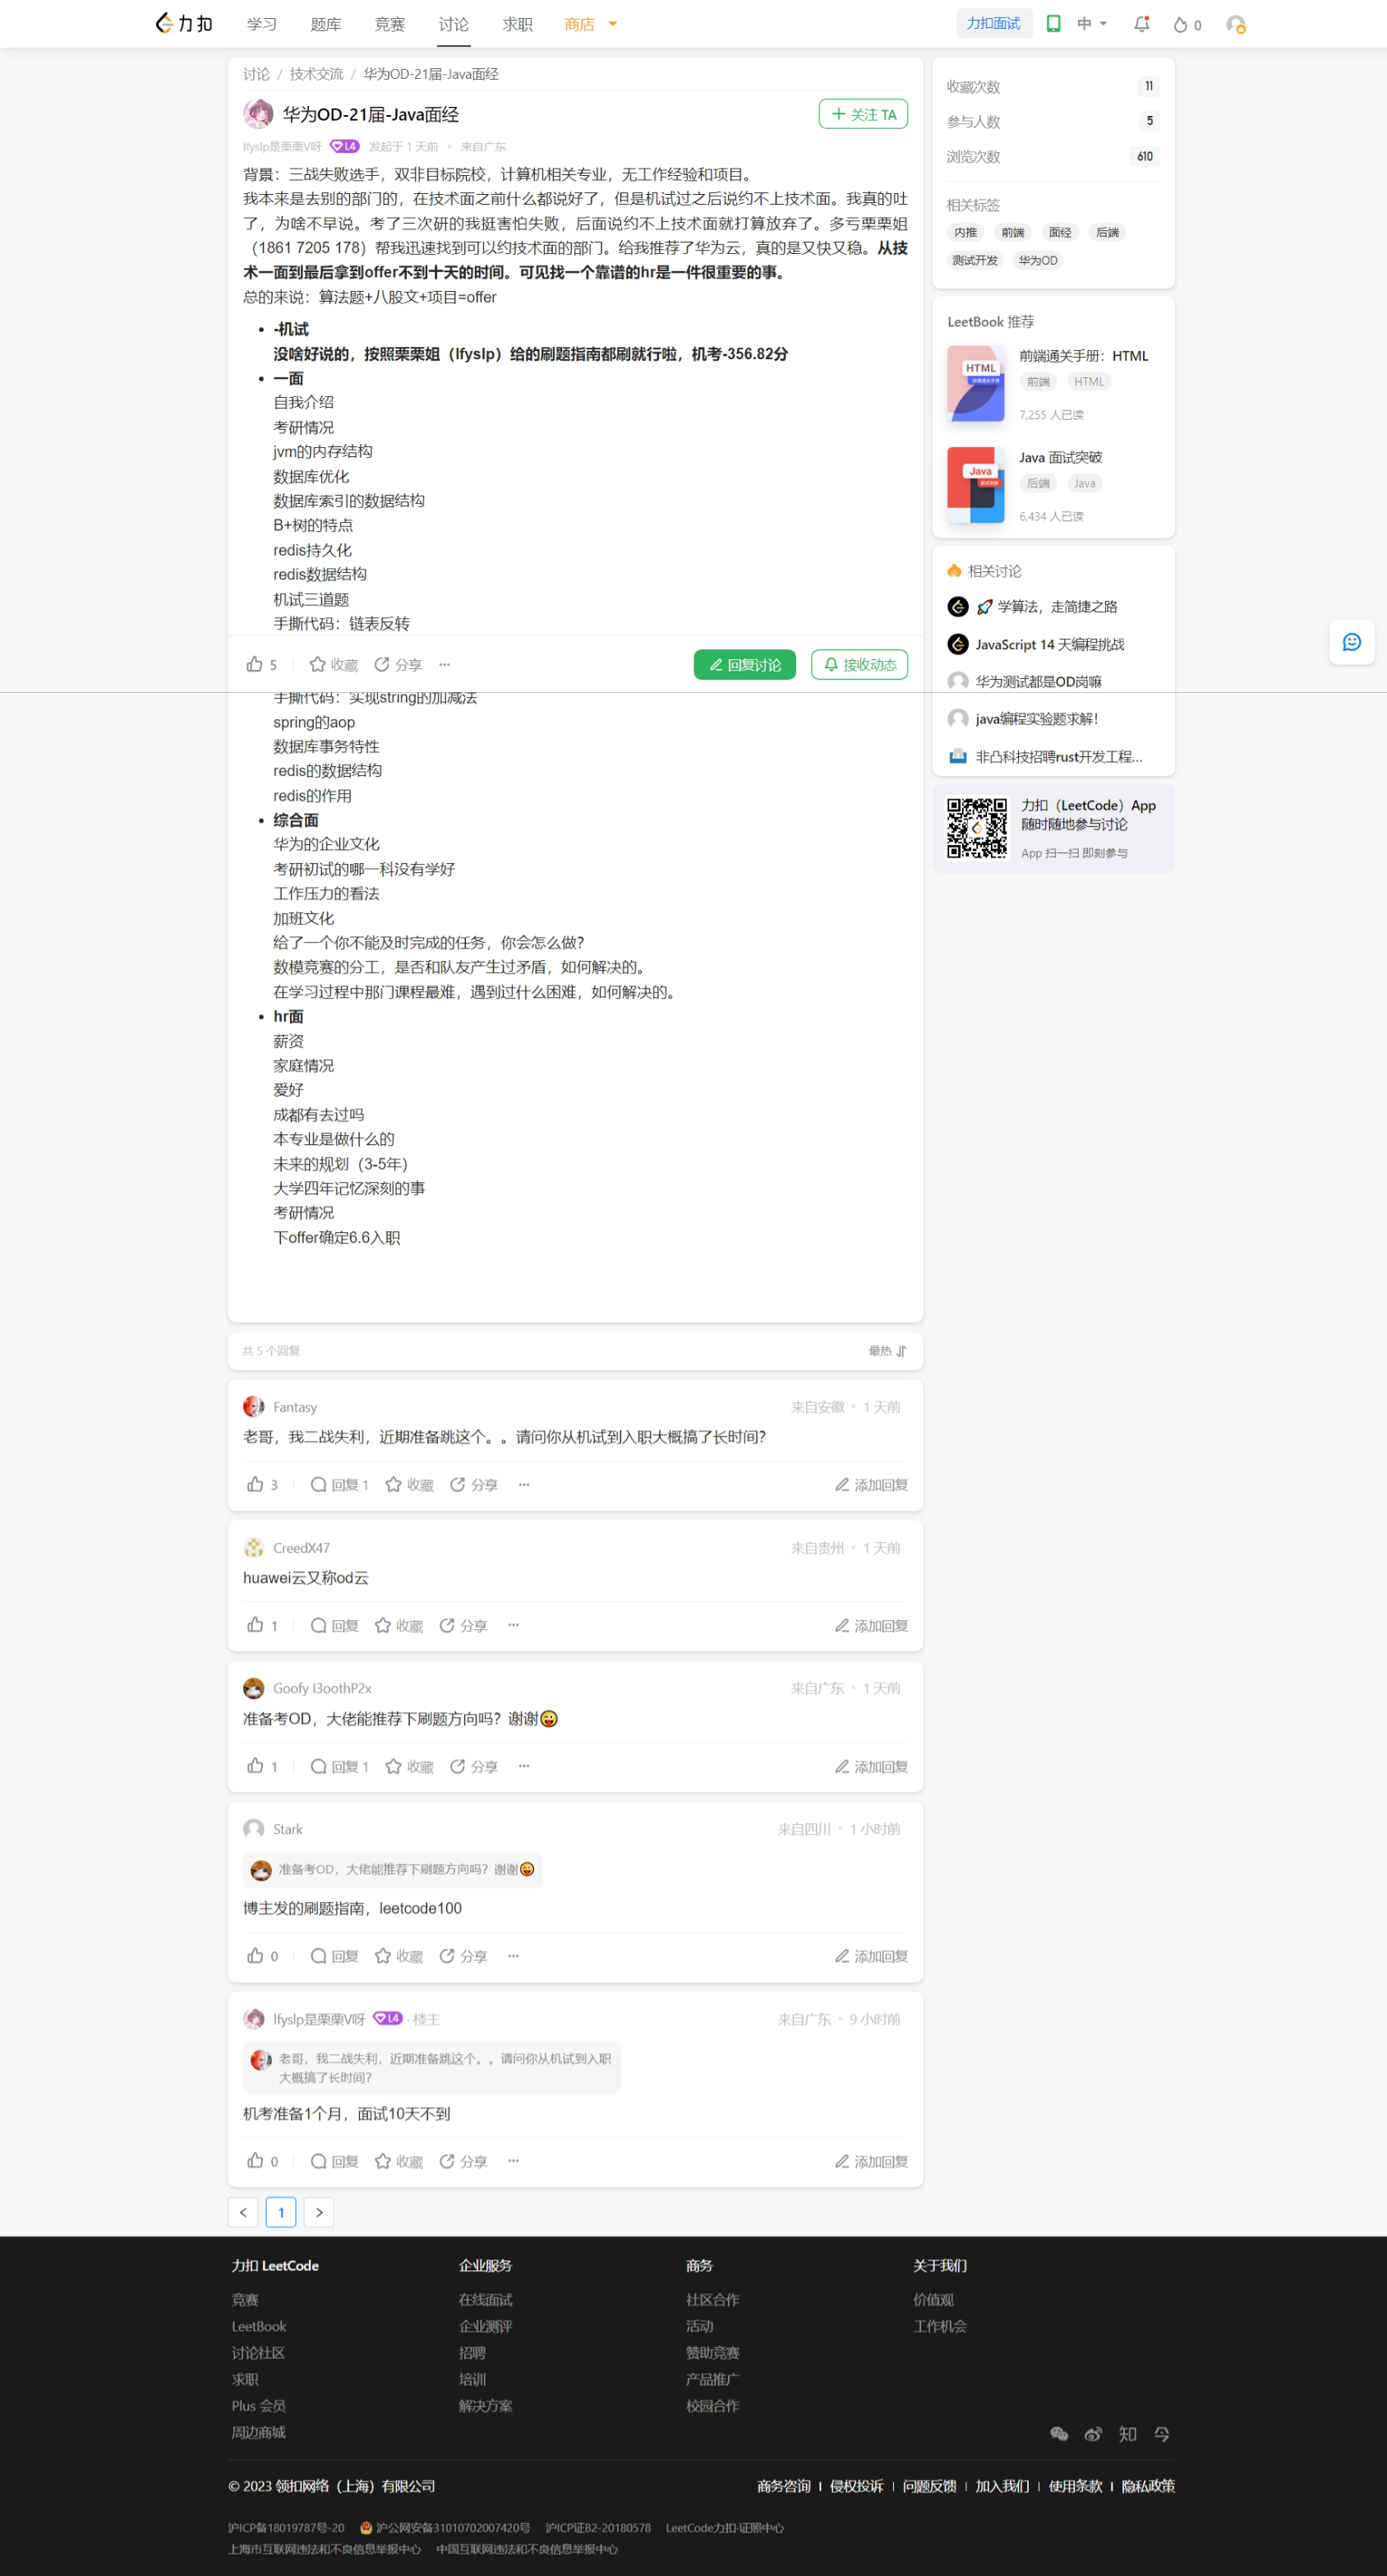 力扣 学习 题库 竞赛 讨论 求职 商店 力扣面试 中 0
讨论 / 技术交流 / 华为OD-21届-Java面经
华为OD-21届-Java面经 关注 TA
lfyslp是栗栗V呀 L4 发起于 1 天前 • 来自广东
背景：三战失败选手，双非目标院校，计算机相关专业，无工作经验和项目。
我本来是去别的部门的，在技术面之前什么都说好了，但是机试过之后说约不上技术面。我真的吐
了，为啥不早说。考了三次研的我挺害怕失败，后面说约不上技术面就打算放弃了。多亏栗栗姐
（1861 7205 178）帮我迅速找到可以约技术面的部门。给我推荐了华为云，真的是又快又稳。从技
术一面到最后拿到offer不到十天的时间。可见找一个靠谱的hr是一件很重要的事。
总的来说：算法题+八股文+项目=offer
• -机试
没啥好说的，按照栗栗姐（lfyslp）给的刷题指南都刷就行啦，机考-356.82分
• 一面
自我介绍
考研情况
jvm的内存结构
数据库优化
数据库索引的数据结构
B+树的特点
redis持久化
redis数据结构
机试三道题
手撕代码：链表反转
5 收藏 分享 ··· 回复讨论 接收动态
手撕代码：实现string的加减法
spring的aop
数据库事务特性
redis的数据结构
redis的作用
• 综合面
华为的企业文化
考研初试的哪一科没有学好
工作压力的看法
加班文化
给了一个你不能及时完成的任务，你会怎么做？
数模竞赛的分工，是否和队友产生过矛盾，如何解决的。
在学习过程中那门课程最难，遇到过什么困难，如何解决的。
• hr面
薪资
家庭情况
爱好
成都有去过吗
本专业是做什么的
未来的规划（3-5年）
大学四年记忆深刻的事
考研情况
下offer确定6.6入职
收藏次数 11
参与人数 5
浏览次数 610
相关标签
内推 前端 面经 后端
测试开发 华为OD
LeetBook 推荐
HTML
前端通关手册：HTML
前端 HTML
7,255 人已读
Java
Java 面试突破
后端 Java
6,434 人已读
相关讨论
🚀 学算法，走简捷之路
JavaScript 14 天编程挑战
华为测试都是OD岗嘛
java编程实验题求解！
非凸科技招聘rust开发工程...
力扣（LeetCode）App
随时随地参与讨论
App 扫一扫 即刻参与
共 5 个回复 最热
Fantasy 来自安徽 • 1 天前
老哥，我二战失利，近期准备跳这个。。请问你从机试到入职大概搞了长时间？
3 回复 1 收藏 分享 ··· 添加回复
CreedX47 来自贵州 • 1 天前
huawei云又称od云
1 回复 收藏 分享 ··· 添加回复
Goofy I3oothP2x 来自广东 • 1 天前
准备考OD，大佬能推荐下刷题方向吗？谢谢😜
1 回复 1 收藏 分享 ··· 添加回复
Stark 来自四川 • 1 小时前
准备考OD，大佬能推荐下刷题方向吗？谢谢😜
博主发的刷题指南，leetcode100
0 回复 收藏 分享 ··· 添加回复
lfyslp是栗栗V呀 L4 · 楼主 来自广东 • 9 小时前
老哥，我二战失利，近期准备跳这个。。请问你从机试到入职
大概搞了长时间？
机考准备1个月，面试10天不到
0 回复 收藏 分享 ··· 添加回复
< 1 >
力扣 LeetCode 企业服务 商务 关于我们
竞赛 在线面试 社区合作 价值观
LeetBook 企业测评 活动 工作机会
讨论社区 招聘 赞助竞赛
求职 培训 产品推广
Plus 会员 解决方案 校园合作
周边商城 知
© 2023 领扣网络（上海）有限公司 商务咨询 | 侵权投诉 | 问题反馈 | 加入我们 | 使用条款 | 隐私政策
沪ICP备18019787号-20 沪公网安备31010702007420号 沪ICP证B2-20180578 LeetCode力扣·证照中心
上海市互联网违法和不良信息举报中心 中国互联网违法和不良信息举报中心